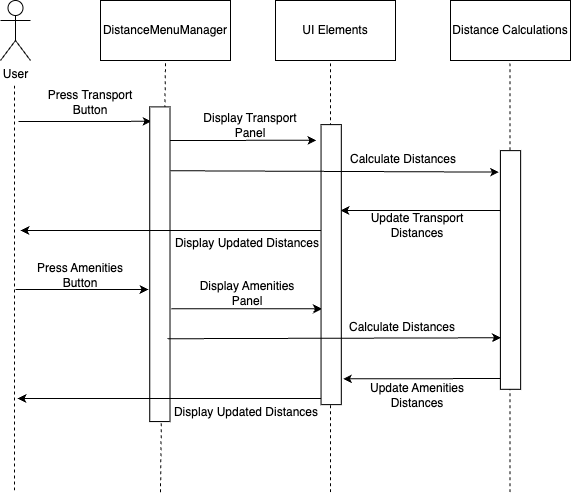 DistanceMenuManager
UI Elements
Distance Calculations
User
Press Transport
Button
Display Transport
Panel
Calculate Distances
Update Transport
Distances
Display Updated Distances
Press Amenities
Button
Display Amenities
Panel
Calculate Distances
Update Amenities
Distances
Display Updated Distances